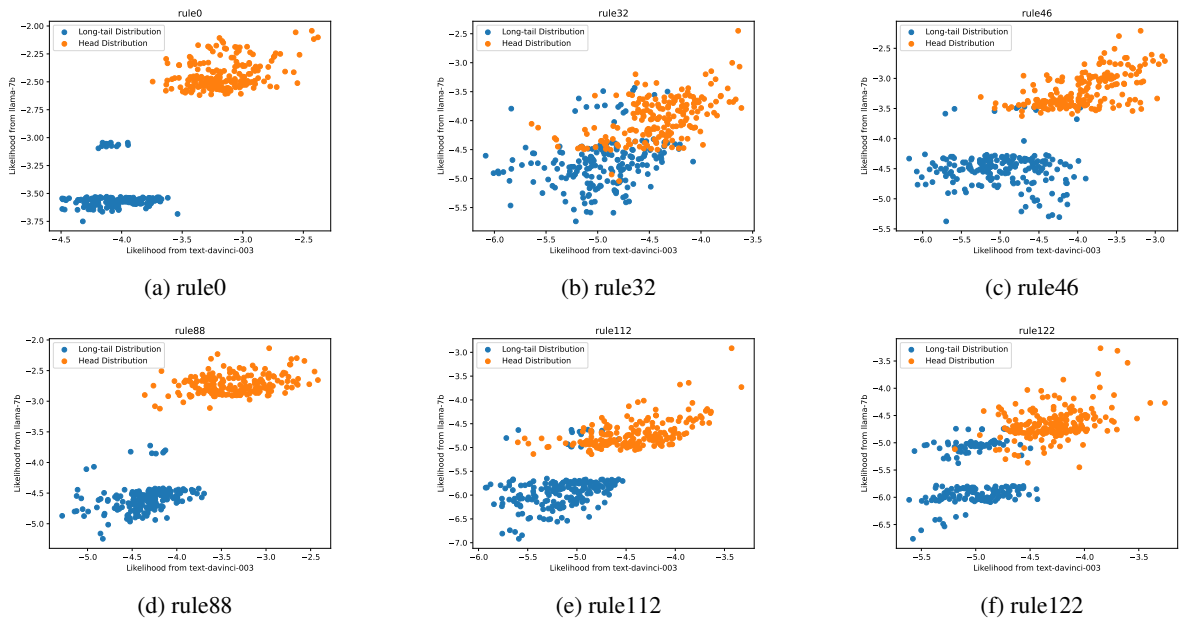 rule0
Long-tail Distribution
Head Distribution
−2.00
−2.25
−2.50
−2.75
−3.00
−3.25
−3.50
−3.75
Likelihood from llama-7b
−4.5 −4.0 −3.5 −3.0 −2.5
Likelihood from text-davinci-003
(a) rule0
rule32
Long-tail Distribution
Head Distribution
−2.5
−3.0
−3.5
−4.0
−4.5
−5.0
−5.5
Likelihood from llama-7b
−6.0 −5.5 −5.0 −4.5 −4.0 −3.5
Likelihood from text-davinci-003
(b) rule32
rule46
Long-tail Distribution
Head Distribution
−2.5
−3.0
−3.5
−4.0
−4.5
−5.0
−5.5
Likelihood from llama-7b
−6.0 −5.5 −5.0 −4.5 −4.0 −3.5 −3.0
Likelihood from text-davinci-003
(c) rule46
rule88
Long-tail Distribution
Head Distribution
−2.0
−2.5
−3.0
−3.5
−4.0
−4.5
−5.0
Likelihood from llama-7b
−5.0 −4.5 −4.0 −3.5 −3.0 −2.5
Likelihood from text-davinci-003
(d) rule88
rule112
Long-tail Distribution
Head Distribution
−3.0
−3.5
−4.0
−4.5
−5.0
−5.5
−6.0
−6.5
−7.0
Likelihood from llama-7b
−6.0 −5.5 −5.0 −4.5 −4.0 −3.5
Likelihood from text-davinci-003
(e) rule112
rule122
Long-tail Distribution
Head Distribution
−3.5
−4.0
−4.5
−5.0
−5.5
−6.0
−6.5
Likelihood from llama-7b
−5.5 −5.0 −4.5 −4.0 −3.5
Likelihood from text-davinci-003
(f) rule122